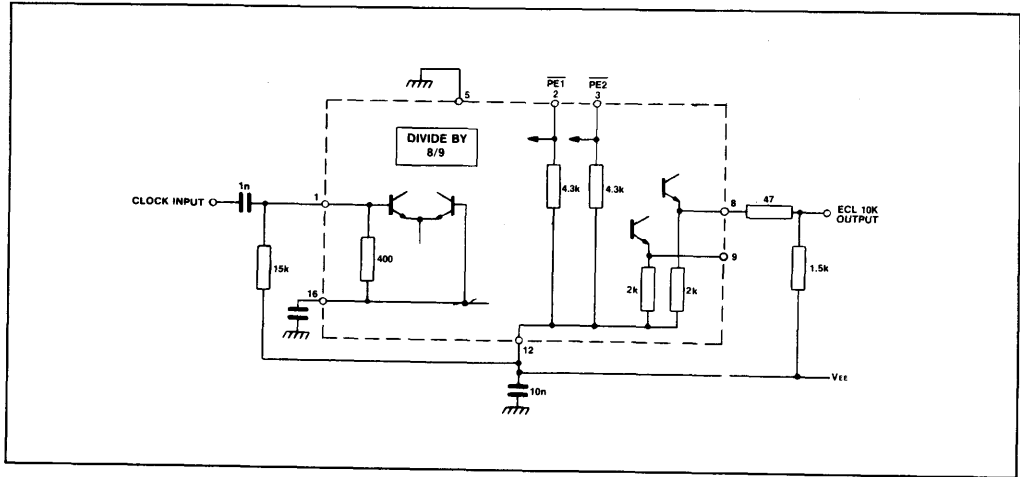 PE1 PE2
5 2 3
DIVIDE BY
8/9
1n
CLOCK INPUT
1
4.3k 4.3k
8 47
ECL 10K
OUTPUT
400
9
15k
1.5k
16
2k 2k
12
VEE
10n